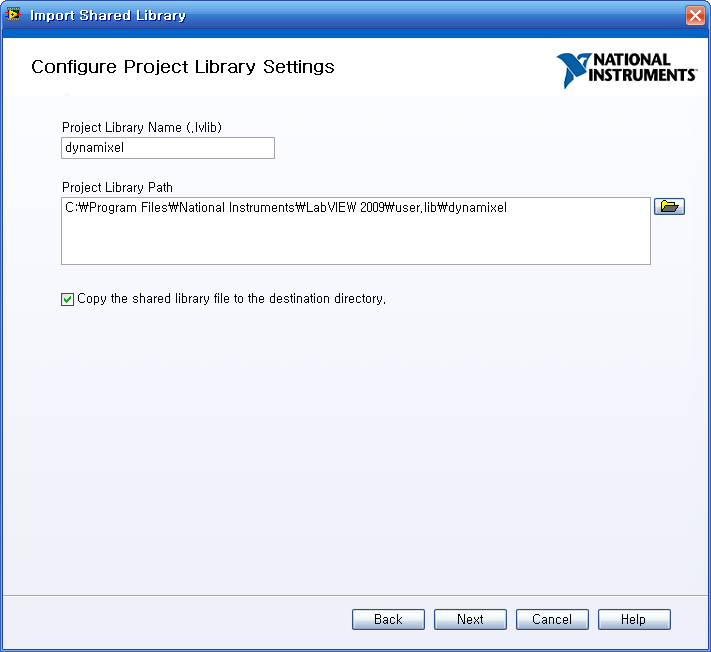 Import Shared Library
Configure Project Library Settings
NATIONAL
INSTRUMENTS™
Project Library Name (.lvlib)
dynamixel
Project Library Path
C:₩Program Files₩National Instruments₩LabVIEW 2009₩user.lib₩dynamixel
Copy the shared library file to the destination directory.
Back
Next
Cancel
Help